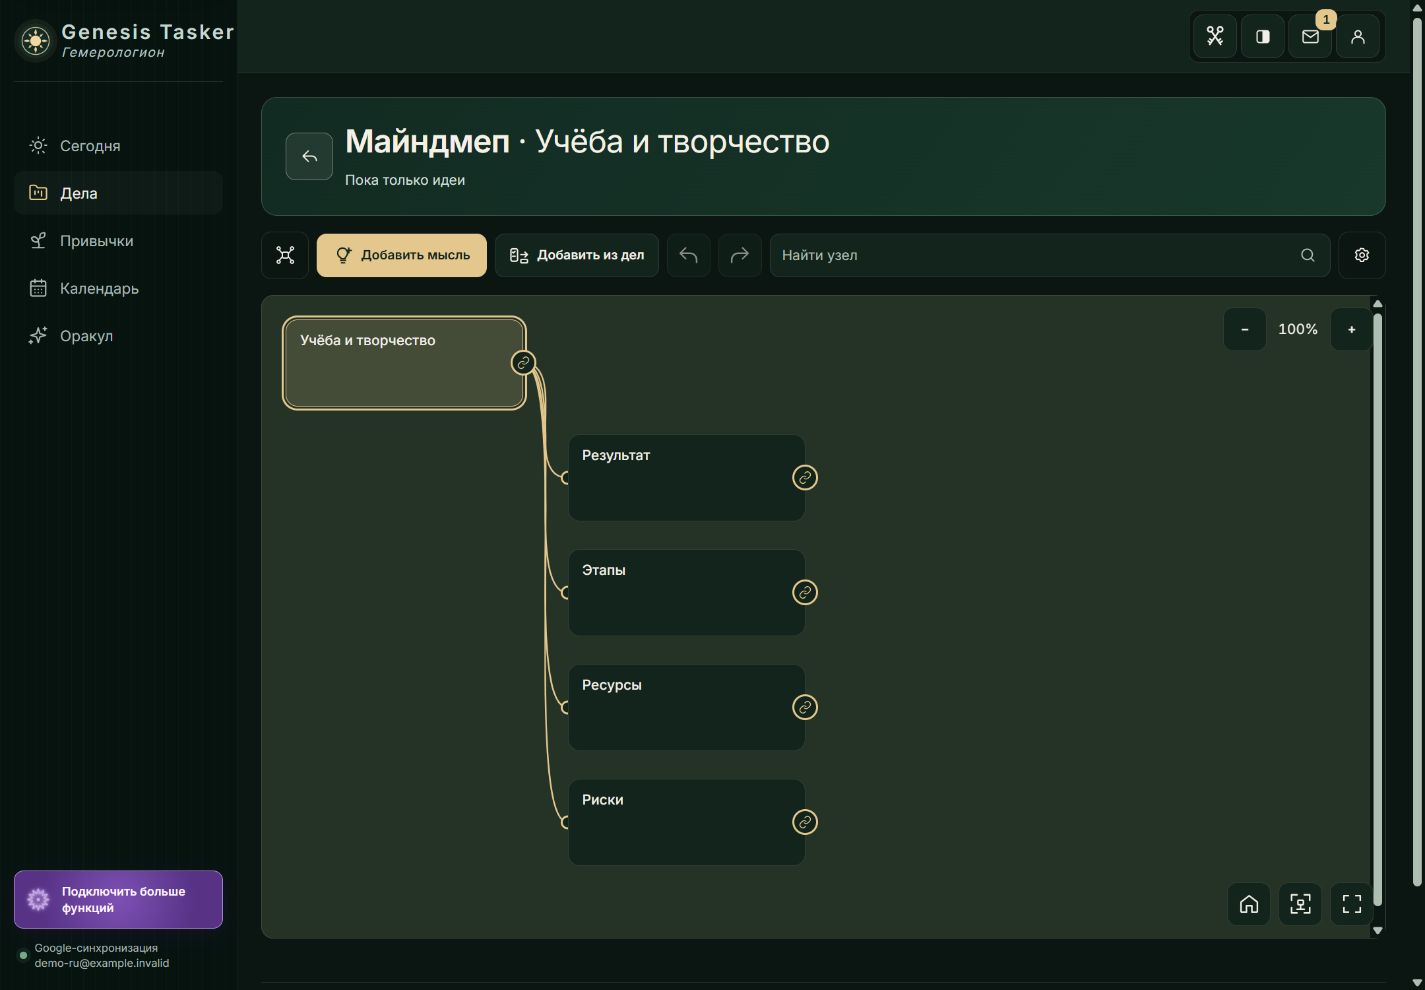 Genesis Tasker
Гемерологион
1
Сегодня
Дела
Привычки
Календарь
Оракул
Майндмеп · Учёба и творчество
Пока только идеи
Добавить мысль
Добавить из дел
Найти узел
Учёба и творчество
− 100% +
Результат
Этапы
Ресурсы
Риски
Подключить больше
функций
Google-синхронизация
demo-ru@example.invalid